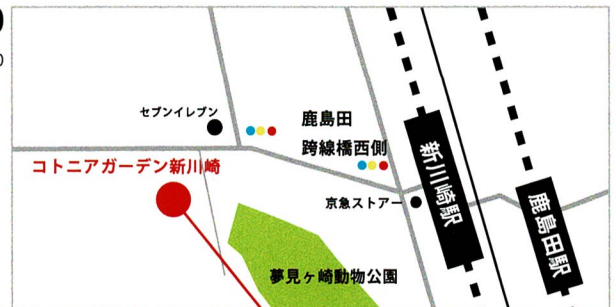 セブンイレブン
鹿島田
跨線橋西側
コトニアガーデン新川崎
京急ストアー
新川崎駅
鹿島田駅
夢見ヶ崎動物公園